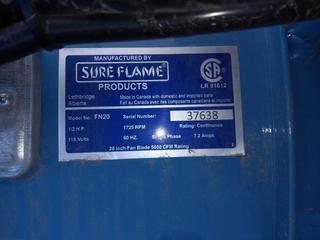 MANUFACTURED BY
SURE FLAME
PRODUCTS
Lethbridge
Alberta
Made in Canada with domestic and imported parts
Fait au Canada avec des composants canadiens et importés
SA
LR 81612
Model No. FN20
Serial Number:
37638
1/2 H.P.
1725 RPM
Rating: Continuous
115 Volts
60 HZ.
Single Phase
7.2 Amps
20 Inch Fan Blade 5000 CFM Rating